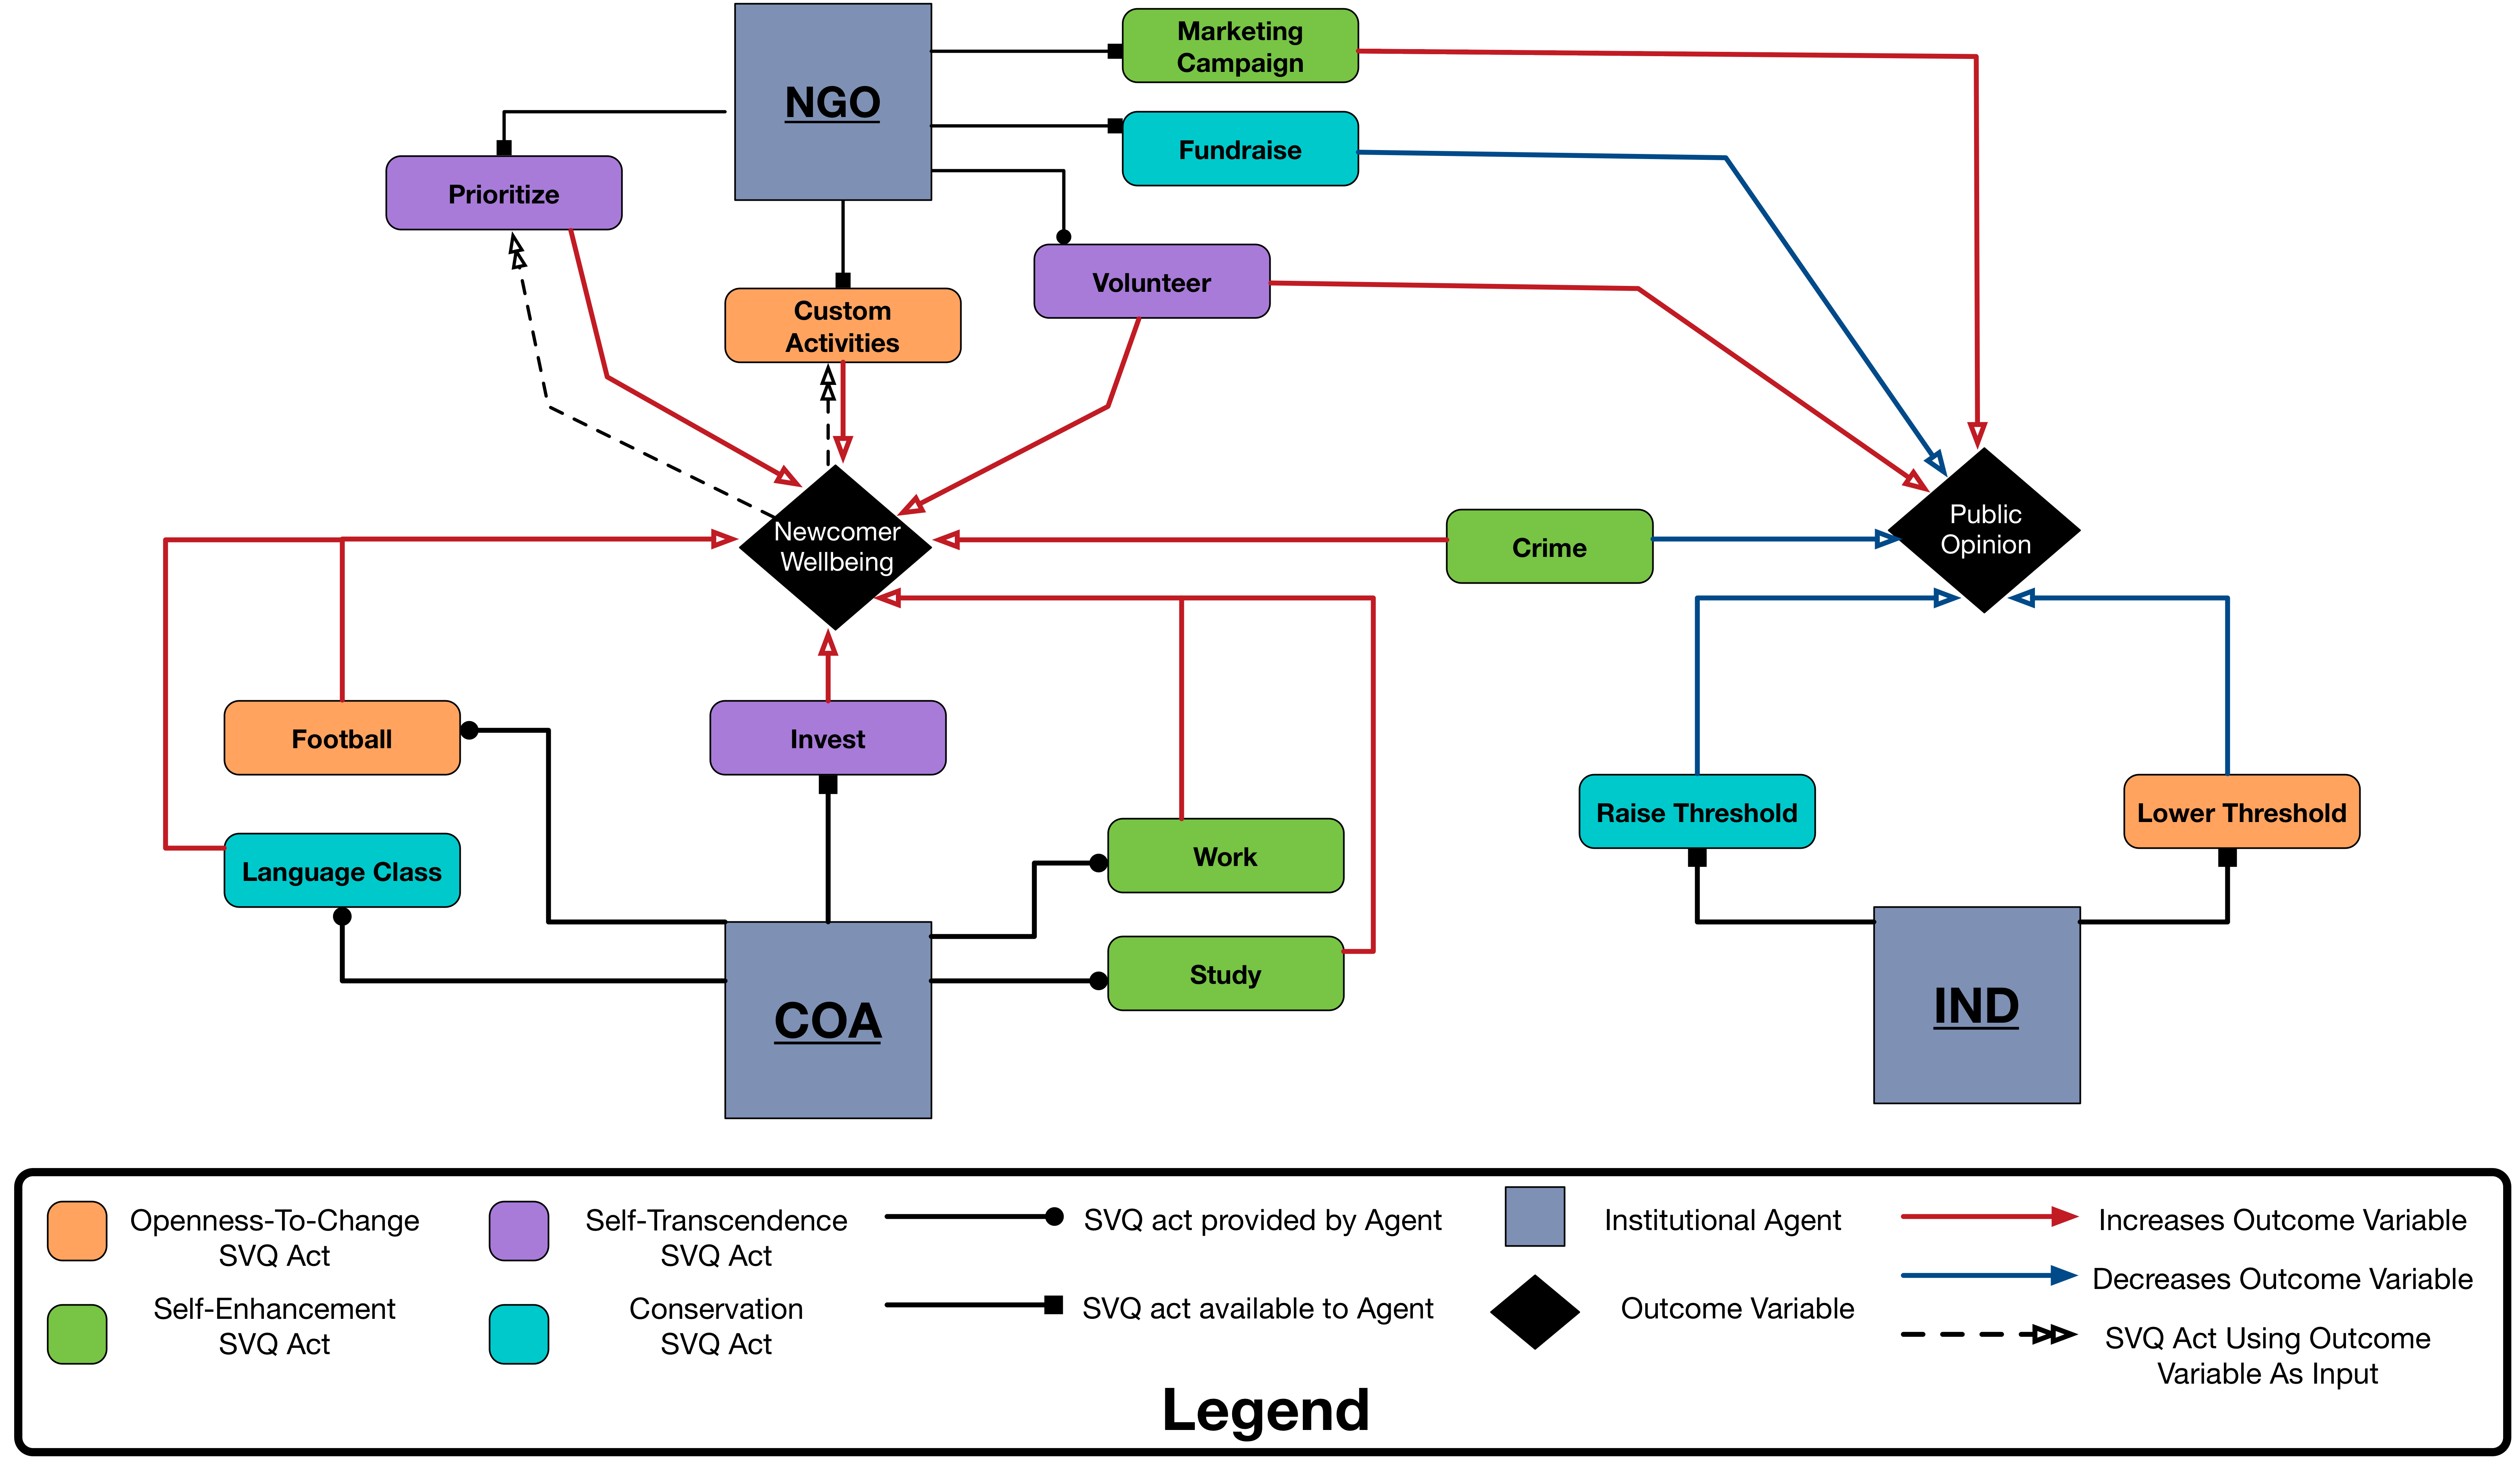 Marketing
Campaign
NGO
Fundraise
Prioritize
Volunteer
Custom
Activities
Newcomer
Wellbeing
Crime
Public
Opinion
Football
Invest
Raise Threshold
Lower Threshold
Language Class
Work
Study
COA
IND
Openness-To-Change
SVQ Act
Self-Transcendence
SVQ Act
SVQ act provided by Agent
Institutional Agent
Increases Outcome Variable
Decreases Outcome Variable
Self-Enhancement
SVQ Act
Conservation
SVQ Act
SVQ act available to Agent
Outcome Variable
SVQ Act Using Outcome
Variable As Input
Legend